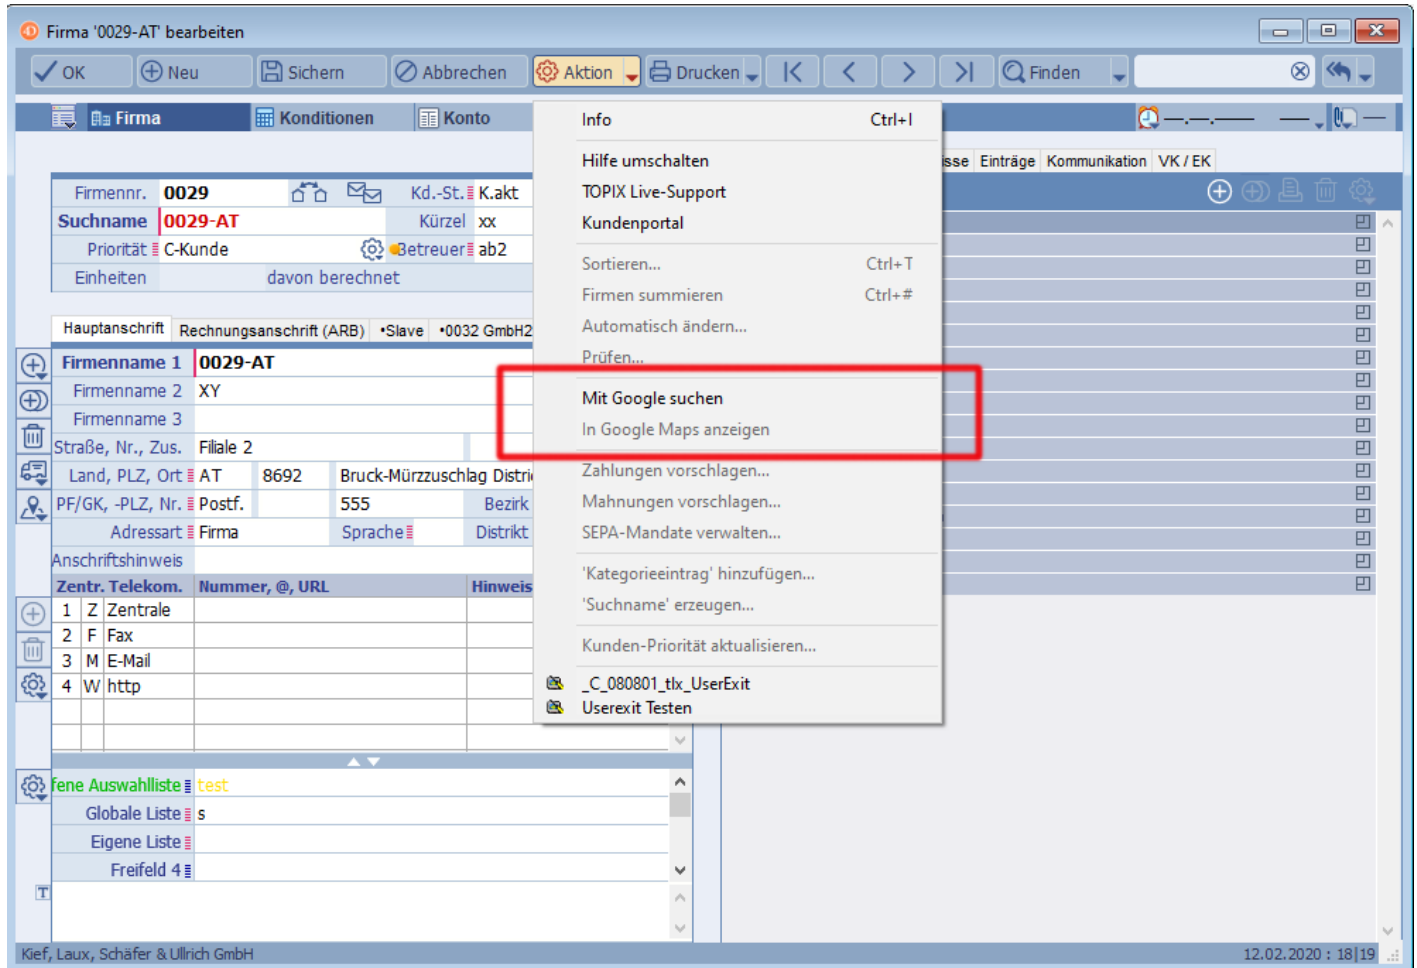 Firma '0029-AT' bearbeiten
OK Neu Sichern Abbrechen Aktion Drucken Finden
Firma Konditionen Konto
Info Ctrl+I
Hilfe umschalten
TOPIX Live-Support
Kundenportal
Sortieren... Ctrl+T
Firmen summieren Ctrl+#
Automatisch ändern...
Prüfen...
Mit Google suchen
In Google Maps anzeigen
Zahlungen vorschlagen...
Mahnungen vorschlagen...
SEPA-Mandate verwalten...
'Kategorieeintrag' hinzufügen...
'Suchname' erzeugen...
Kunden-Priorität aktualisieren...
_C_080801_tlx_UserExit
Userexit Testen
isse Einträge Kommunikation VK / EK
Firmennr. 0029 Kd.-St. K.akt
Suchname 0029-AT Kürzel xx
Priorität C-Kunde Betreuer ab2
Einheiten davon berechnet
Hauptanschrift Rechnungsanschrift (ARB) •Slave •0032 GmbH2
Firmenname 1 0029-AT
Firmenname 2 XY
Firmenname 3
Straße, Nr., Zus. Filiale 2
Land, PLZ, Ort AT 8692 Bruck-Mürzzuschlag Distri
PF/GK, -PLZ, Nr. Postf. 555 Bezirk
Adressart Firma Sprache Distrikt
Anschriftshinweis
Zentr. Telekom. Nummer, @, URL Hinweis
1 Z Zentrale
2 F Fax
3 M E-Mail
4 W http
fene Auswahlliste test
Globale Liste s
Eigene Liste
Freifeld 4
T
Kief, Laux, Schäfer & Ullrich GmbH 12.02.2020 : 18|19